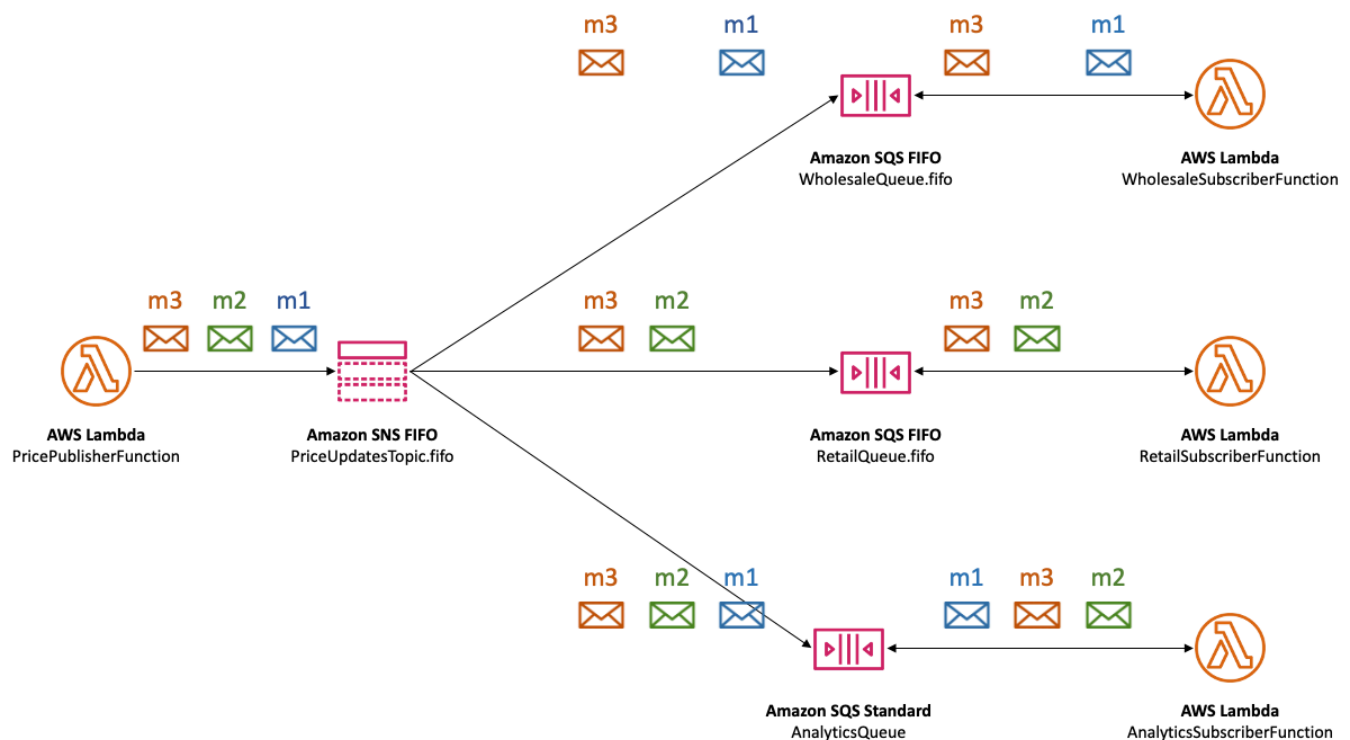 m3 m1 m3 m1
Amazon SQS FIFO
WholesaleQueue.fifo
AWS Lambda
WholesaleSubscriberFunction
m3 m2 m1
m3 m2
m3 m2
AWS Lambda
PricePublisherFunction
Amazon SNS FIFO
PriceUpdatesTopic.fifo
Amazon SQS FIFO
RetailQueue.fifo
AWS Lambda
RetailSubscriberFunction
m3 m2 m1
m1 m3 m2
Amazon SQS Standard
AnalyticsQueue
AWS Lambda
AnalyticsSubscriberFunction